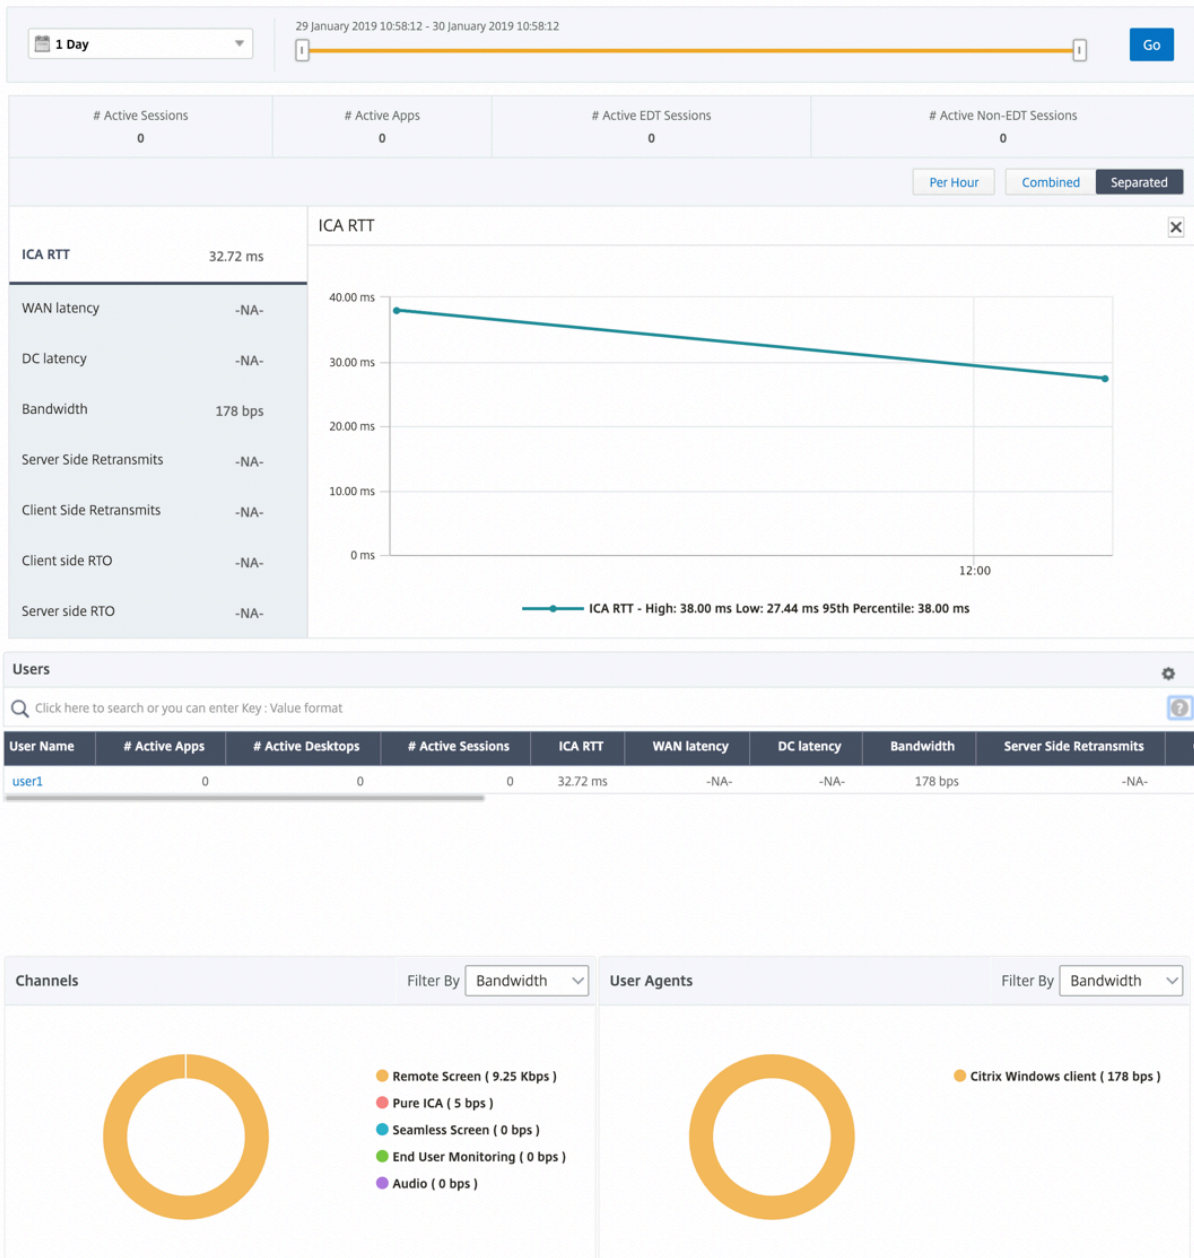 29 January 2019 10:58:12 - 30 January 2019 10:58:12
1 Day
Go
# Active Sessions # Active Apps # Active EDT Sessions # Active Non-EDT Sessions
0 0 0 0
Per Hour Combined Separated
ICA RTT
ICA RTT 32.72 ms
WAN latency -NA-
DC latency -NA-
Bandwidth 178 bps
Server Side Retransmits -NA-
Client Side Retransmits -NA-
Client side RTO -NA-
Server side RTO -NA-
40.00 ms
30.00 ms
20.00 ms
10.00 ms
0 ms
12:00
ICA RTT - High: 38.00 ms Low: 27.44 ms 95th Percentile: 38.00 ms
Users
Click here to search or you can enter Key : Value format
?
User Name # Active Apps # Active Desktops # Active Sessions ICA RTT WAN latency DC latency Bandwidth Server Side Retransmits
user1 0 0 0 32.72 ms -NA- -NA- 178 bps -NA-
Channels Filter By Bandwidth
Remote Screen ( 9.25 Kbps )
Pure ICA ( 5 bps )
Seamless Screen ( 0 bps )
End User Monitoring ( 0 bps )
Audio ( 0 bps )
User Agents Filter By Bandwidth
Citrix Windows client ( 178 bps )